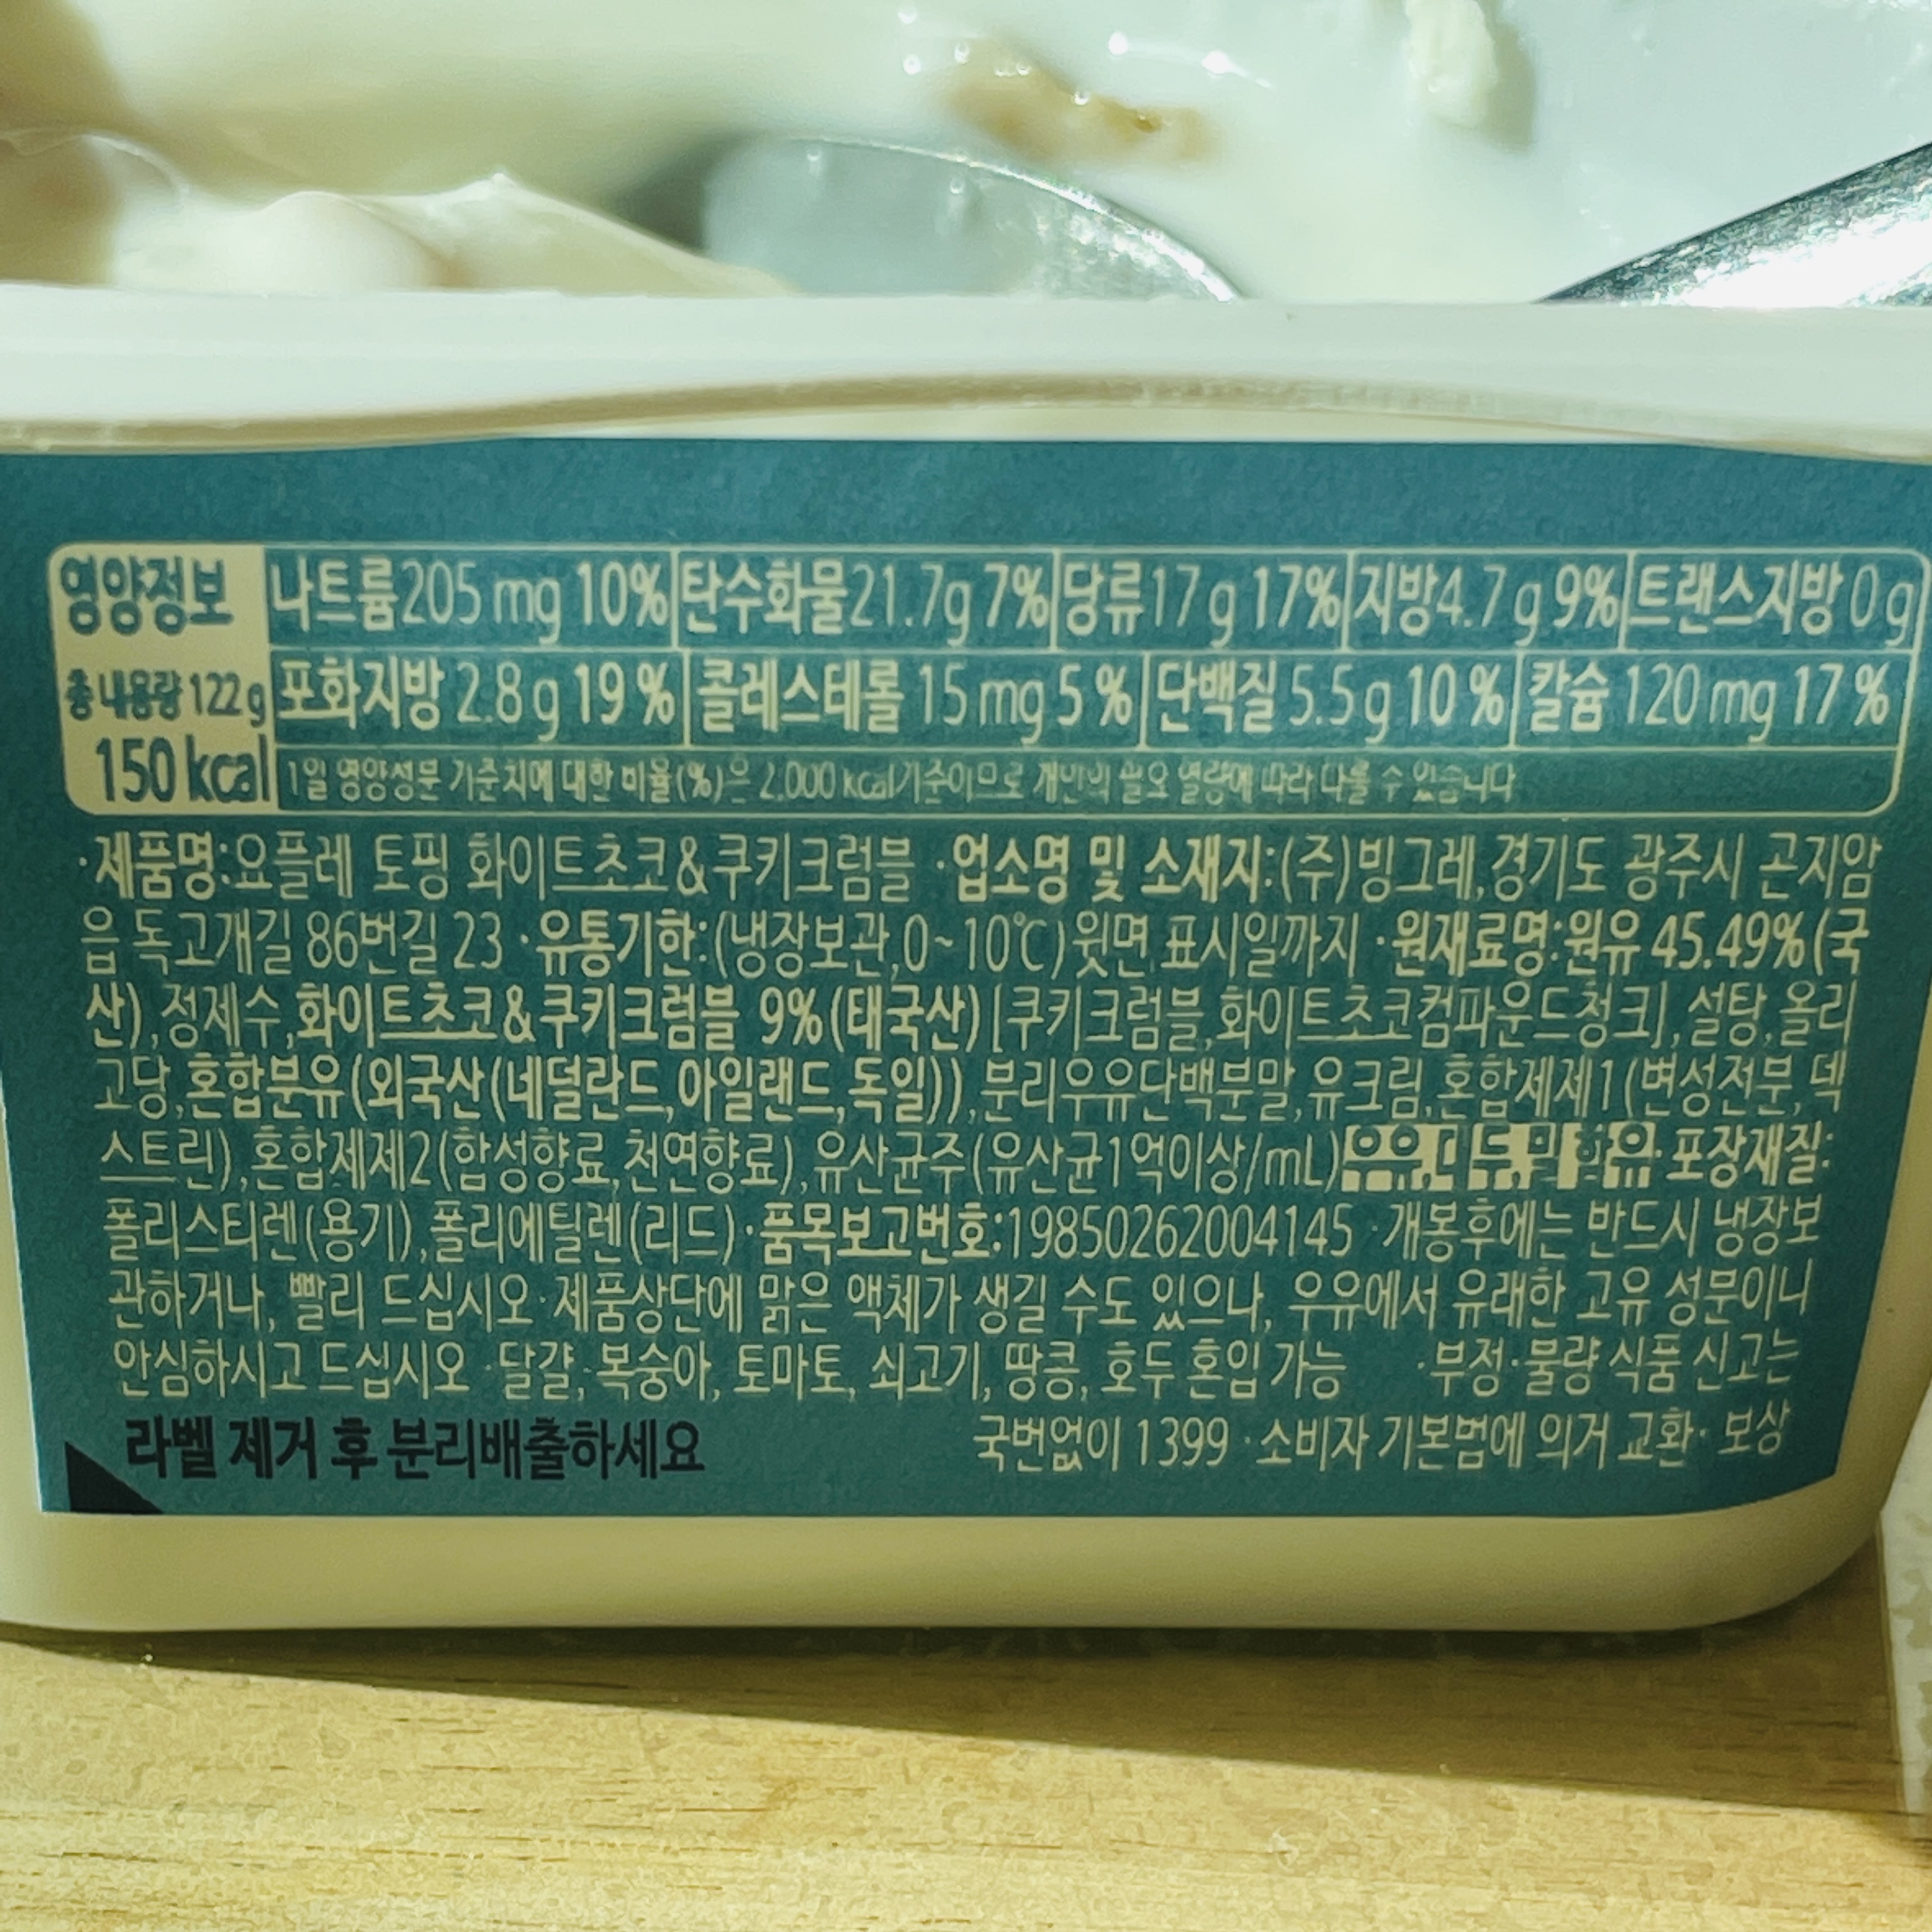 영양정보
총 내용량 122 g
150 kcal
나트륨 205 mg 10% 탄수화물 21.7g 7% 당류 17 g 17% 지방 4.7 g 9% 트랜스지방 0 g
포화지방 2.8 g 19 % 콜레스테롤 15 mg 5 % 단백질 5.5 g 10 % 칼슘 120 mg 17 %
1일 영양성분 기준치에 대한 비율(%)은 2,000 kcal기준이므로 개인의 필요 열량에 따라 다를 수 있습니다
·제품명:요플레 토핑 화이트초코&쿠키크럼블 ·업소명 및 소재지:(주)빙그레,경기도 광주시 곤지암
읍 독고개길 86번길 23 ·유통기한:(냉장보관,0~10℃)윗면 표시일까지 ·원재료명:원유 45.49%(국
산),정제수,화이트초코&쿠키크럼블 9%(태국산)[쿠키크럼블,화이트초코컴파운드청크],설탕,올리
고당,혼합분유(외국산(네덜란드,아일랜드,독일)),분리우유단백분말,유크림,혼합제제1(변성전분,덱
스트린),혼합제제2(합성향료,천연향료),유산균주(유산균1억이상/mL) 우유,대두,밀 함유·포장재질:
폴리스티렌(용기),폴리에틸렌(리드)·품목보고번호:19850262004145 ·개봉후에는 반드시 냉장보
관하거나, 빨리 드십시오·제품상단에 맑은 액체가 생길 수도 있으나, 우유에서 유래한 고유 성분이니
안심하시고 드십시오 ·달걀, 복숭아, 토마토, 쇠고기, 땅콩, 호두 혼입 가능 ·부정·불량 식품 신고는
라벨 제거 후 분리배출하세요 국번없이 1399 ·소비자 기본법에 의거 교환· 보상